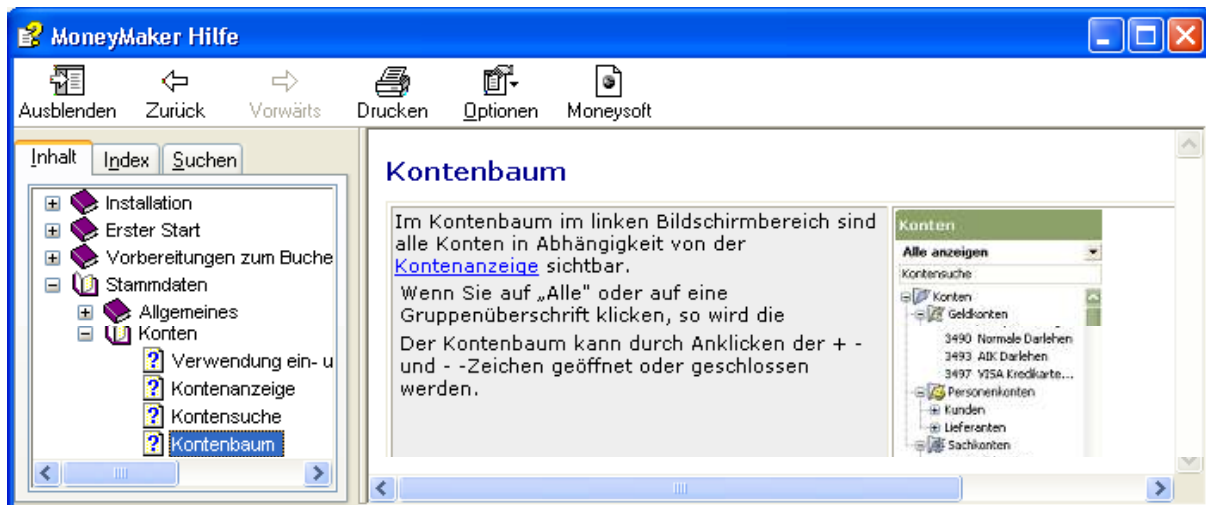 MoneyMaker Hilfe
Ausblenden Zurück Vorwärts Drucken Optionen Moneysoft
Inhalt Index Suchen
Installation
Erster Start
Vorbereitungen zum Buche
Stammdaten
Allgemeines
Konten
Verwendung ein- u
Kontenanzeige
Kontensuche
Kontenbaum
Kontenbaum
Im Kontenbaum im linken Bildschirmbereich sind
alle Konten in Abhängigkeit von der
Kontenanzeige sichtbar.
Wenn Sie auf „Alle" oder auf eine
Gruppenüberschrift klicken, so wird die
Der Kontenbaum kann durch Anklicken der + -
und - -Zeichen geöffnet oder geschlossen
werden.
Konten
Alle anzeigen
Kontensuche
Konten
Geldkonten
3490 Normale Darlehen
3493 AIK Darlehen
3497 VISA Kredikarte...
Personenkonten
Kunden
Lieferanten
Sachkonten